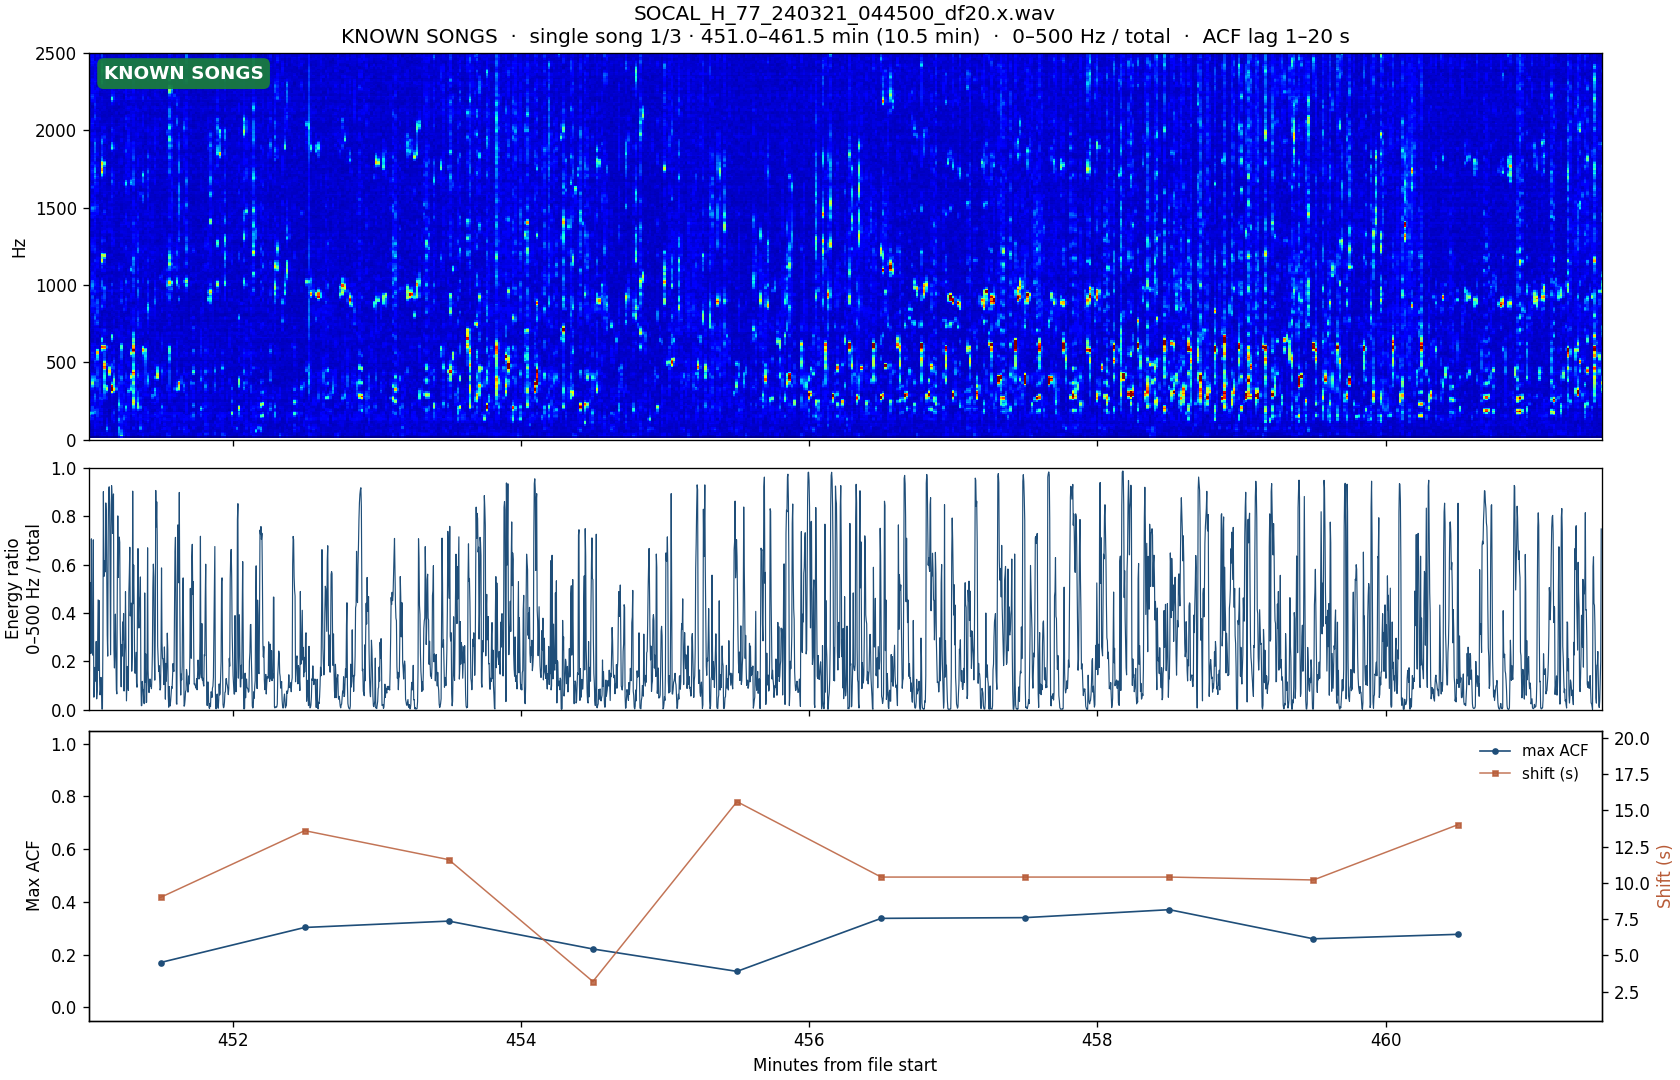 SOCAL_H_77_240321_044500_df20.x.wav
KNOWN SONGS · single song 1/3 · 451.0–461.5 min (10.5 min) · 0–500 Hz / total · ACF lag 1–20 s
KNOWN SONGS
2500
2000
1500
1000
500
0
Hz
1.0
0.8
0.6
0.4
0.2
0.0
Energy ratio
0–500 Hz / total
1.0
0.8
0.6
0.4
0.2
0.0
Max ACF
max ACF
shift (s)
20.0
17.5
15.0
12.5
10.0
7.5
5.0
2.5
Shift (s)
452
454
456
458
460
Minutes from file start